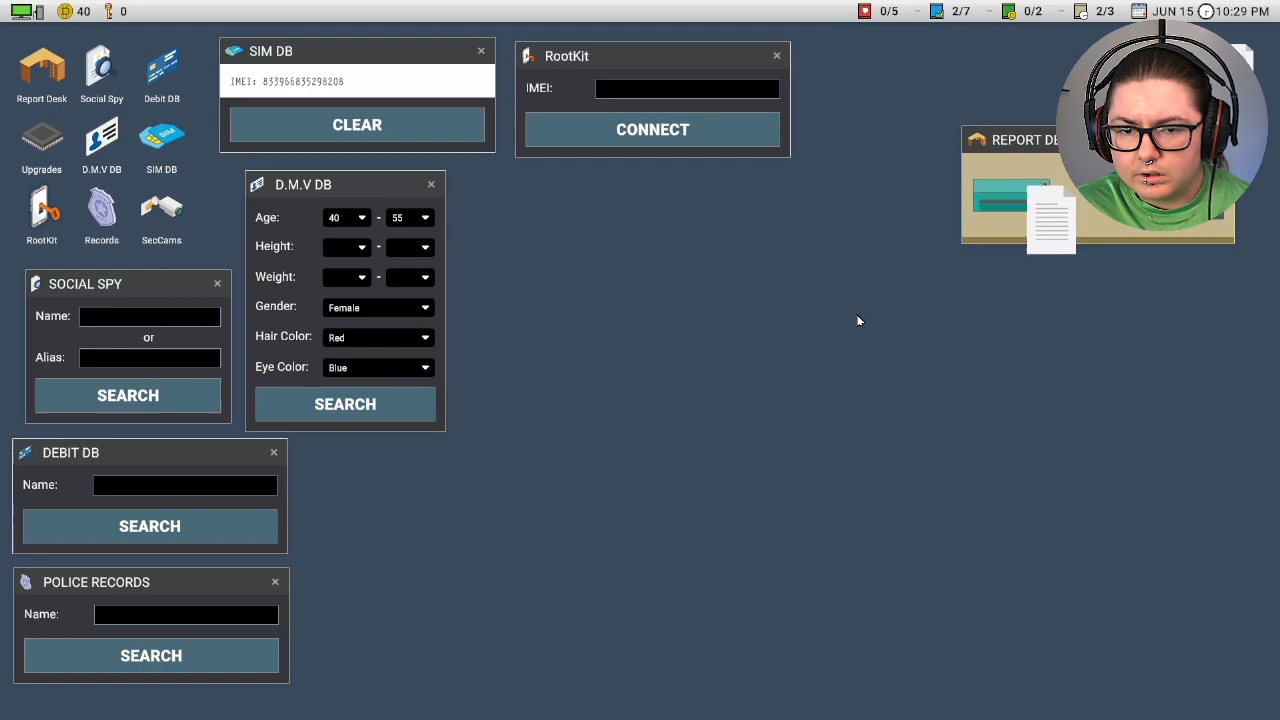 40
0
0/5
2/7
0/2
2/3
JUN 15
10:29 PM
Report Desk
Social Spy
Debit DB
Upgrades
D.M.V DB
SIM DB
RootKit
Records
SecCams
SIM DB
IMEI: 833966835298208
CLEAR
RootKit
IMEI:
CONNECT
REPORT DE
D.M.V DB
Age: 40 - 55
Height: -
Weight: -
Gender: Female
Hair Color: Red
Eye Color: Blue
SEARCH
SOCIAL SPY
Name:
or
Alias:
SEARCH
DEBIT DB
Name:
SEARCH
POLICE RECORDS
Name:
SEARCH